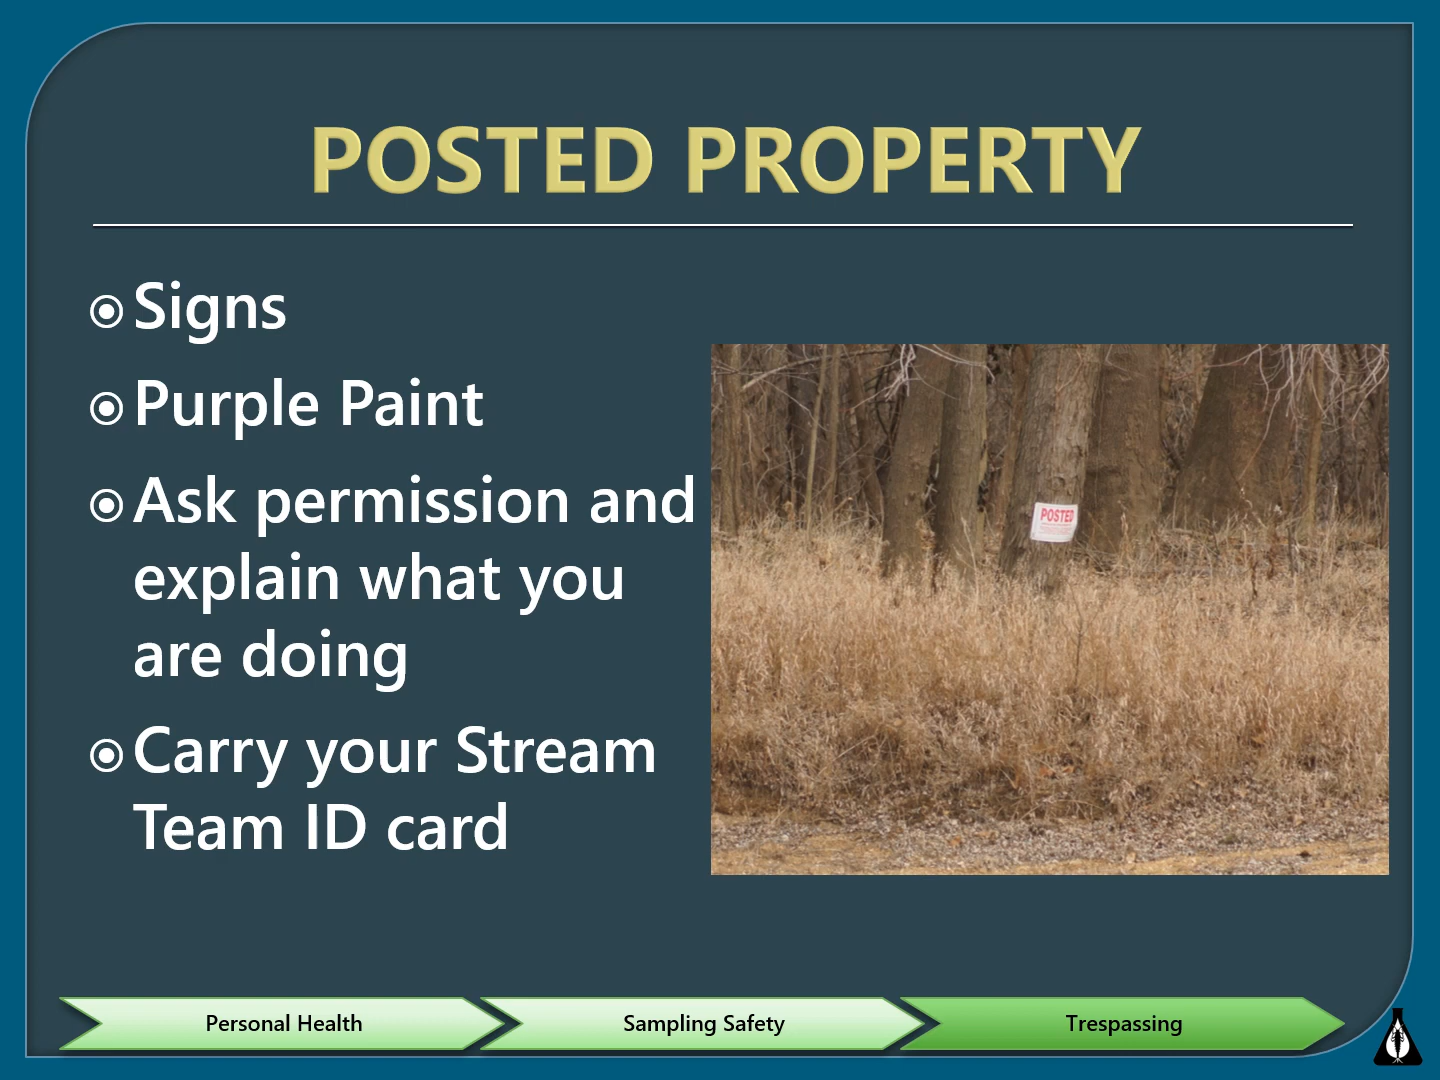 POSTED PROPERTY
Signs
Purple Paint
Ask permission and
explain what you
are doing
Carry your Stream
Team ID card
POSTED
Personal Health
Sampling Safety
Trespassing